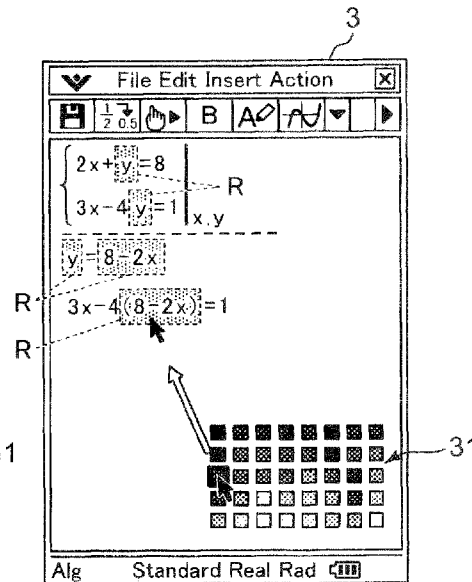 3
File Edit Insert Action
1/2 0.5 B A
2x+y=8
R
3x-4y=1
x,y
y=8-2x
R
3x-4(8-2x)=1
R
1
31
Alg Standard Real Rad